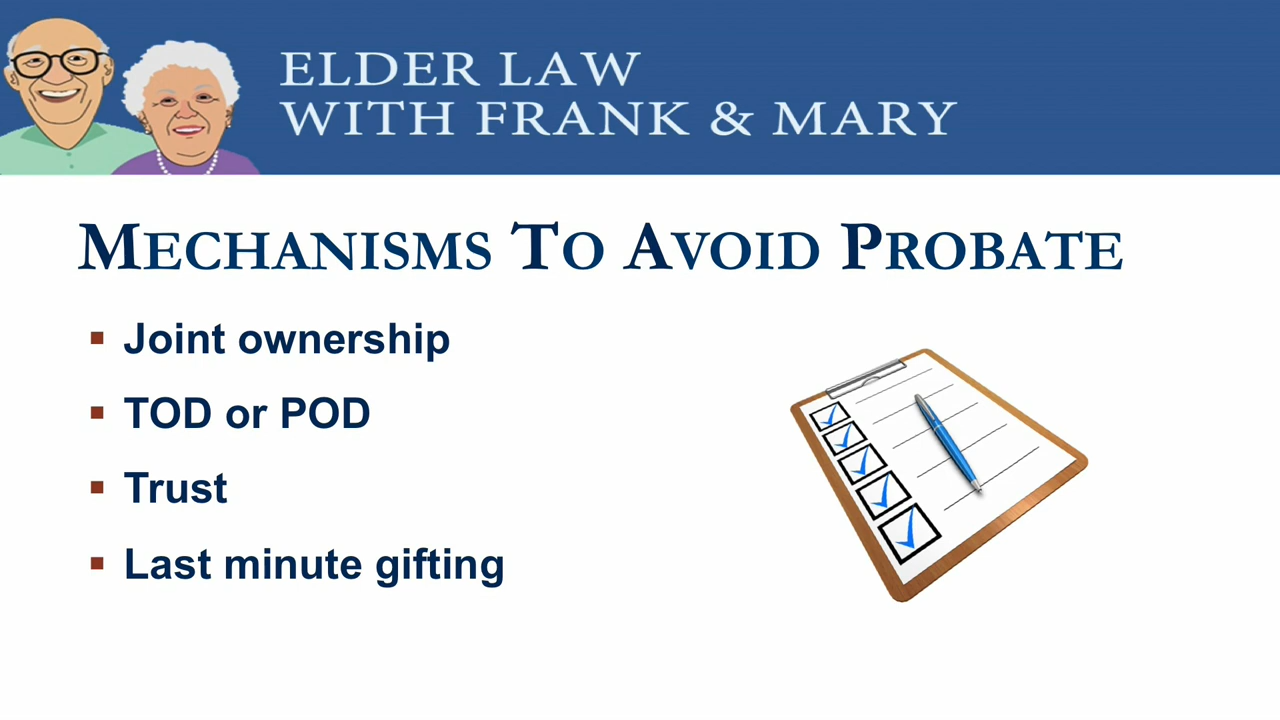 ELDER LAW
WITH FRANK & MARY
MECHANISMS TO AVOID PROBATE
Joint ownership
TOD or POD
Trust
Last minute gifting